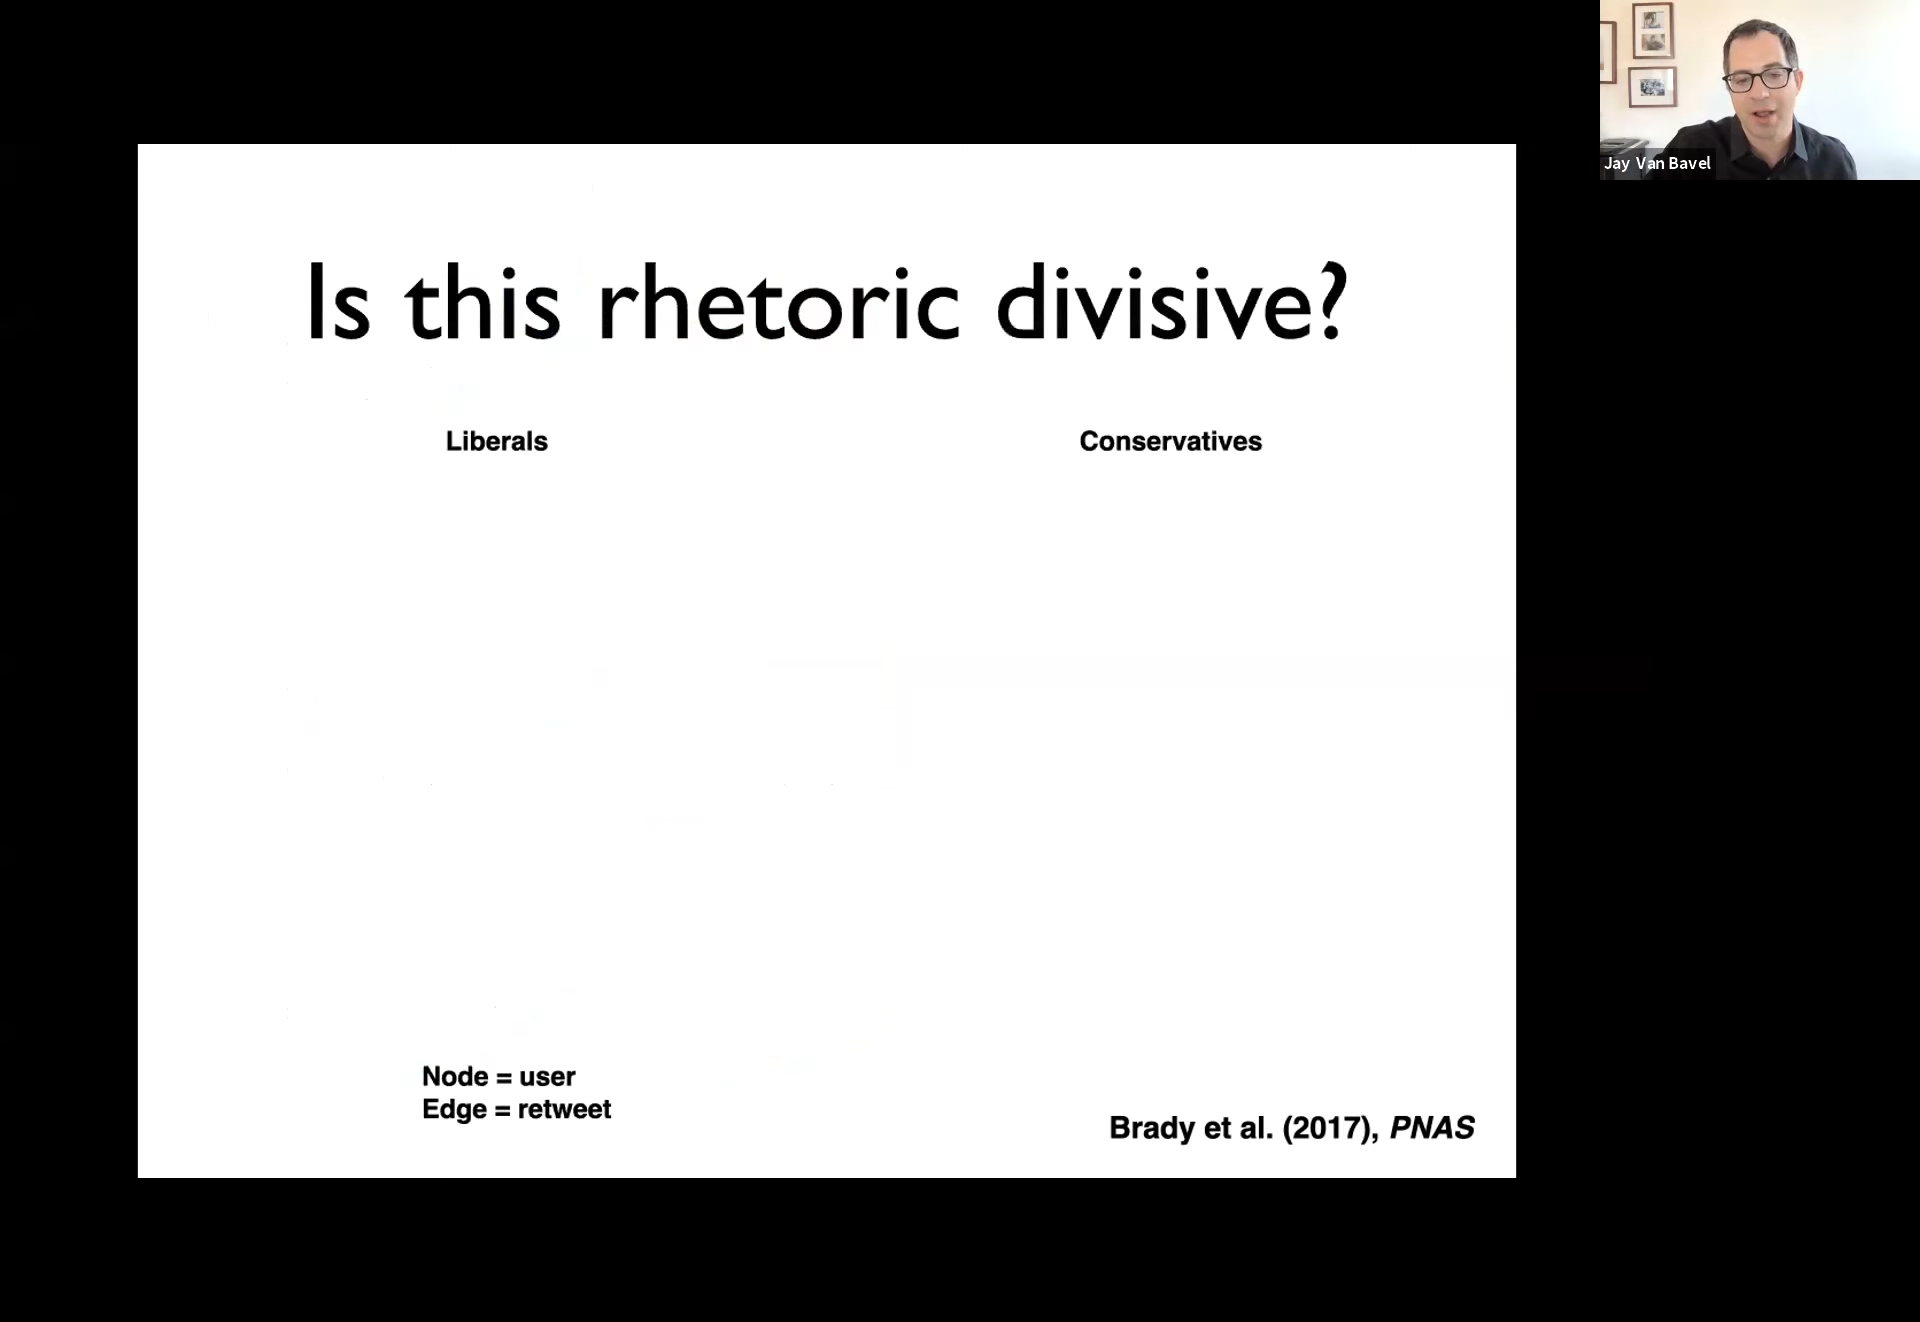 Jay Van Bavel
Is this rhetoric divisive?
Liberals
Conservatives
Node = user
Edge = retweet
Brady et al. (2017), PNAS